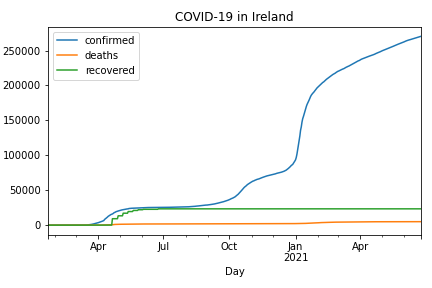 COVID-19 in Ireland
confirmed
deaths
recovered
250000
200000
150000
100000
50000
0
Apr Jul Oct Jan Apr
2021
Day